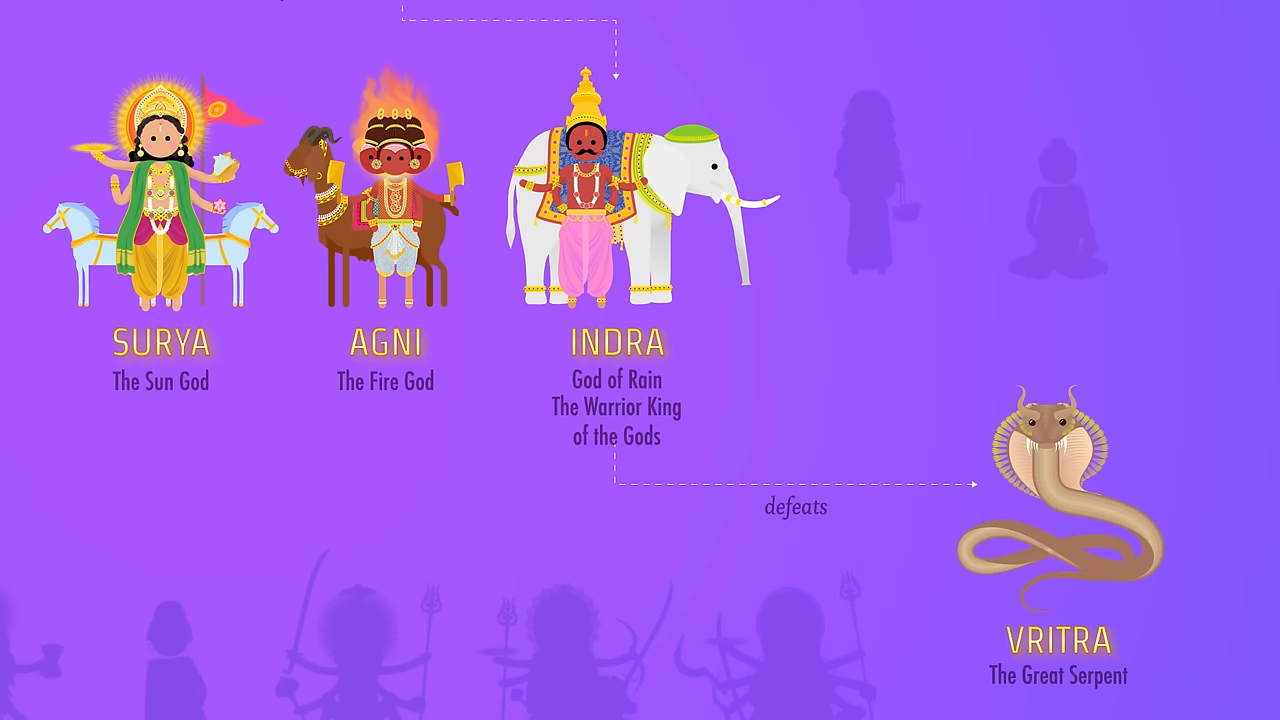 SURYA
The Sun God
AGNI
The Fire God
INDRA
God of Rain
The Warrior King
of the Gods
defeats
VRITRA
The Great Serpent